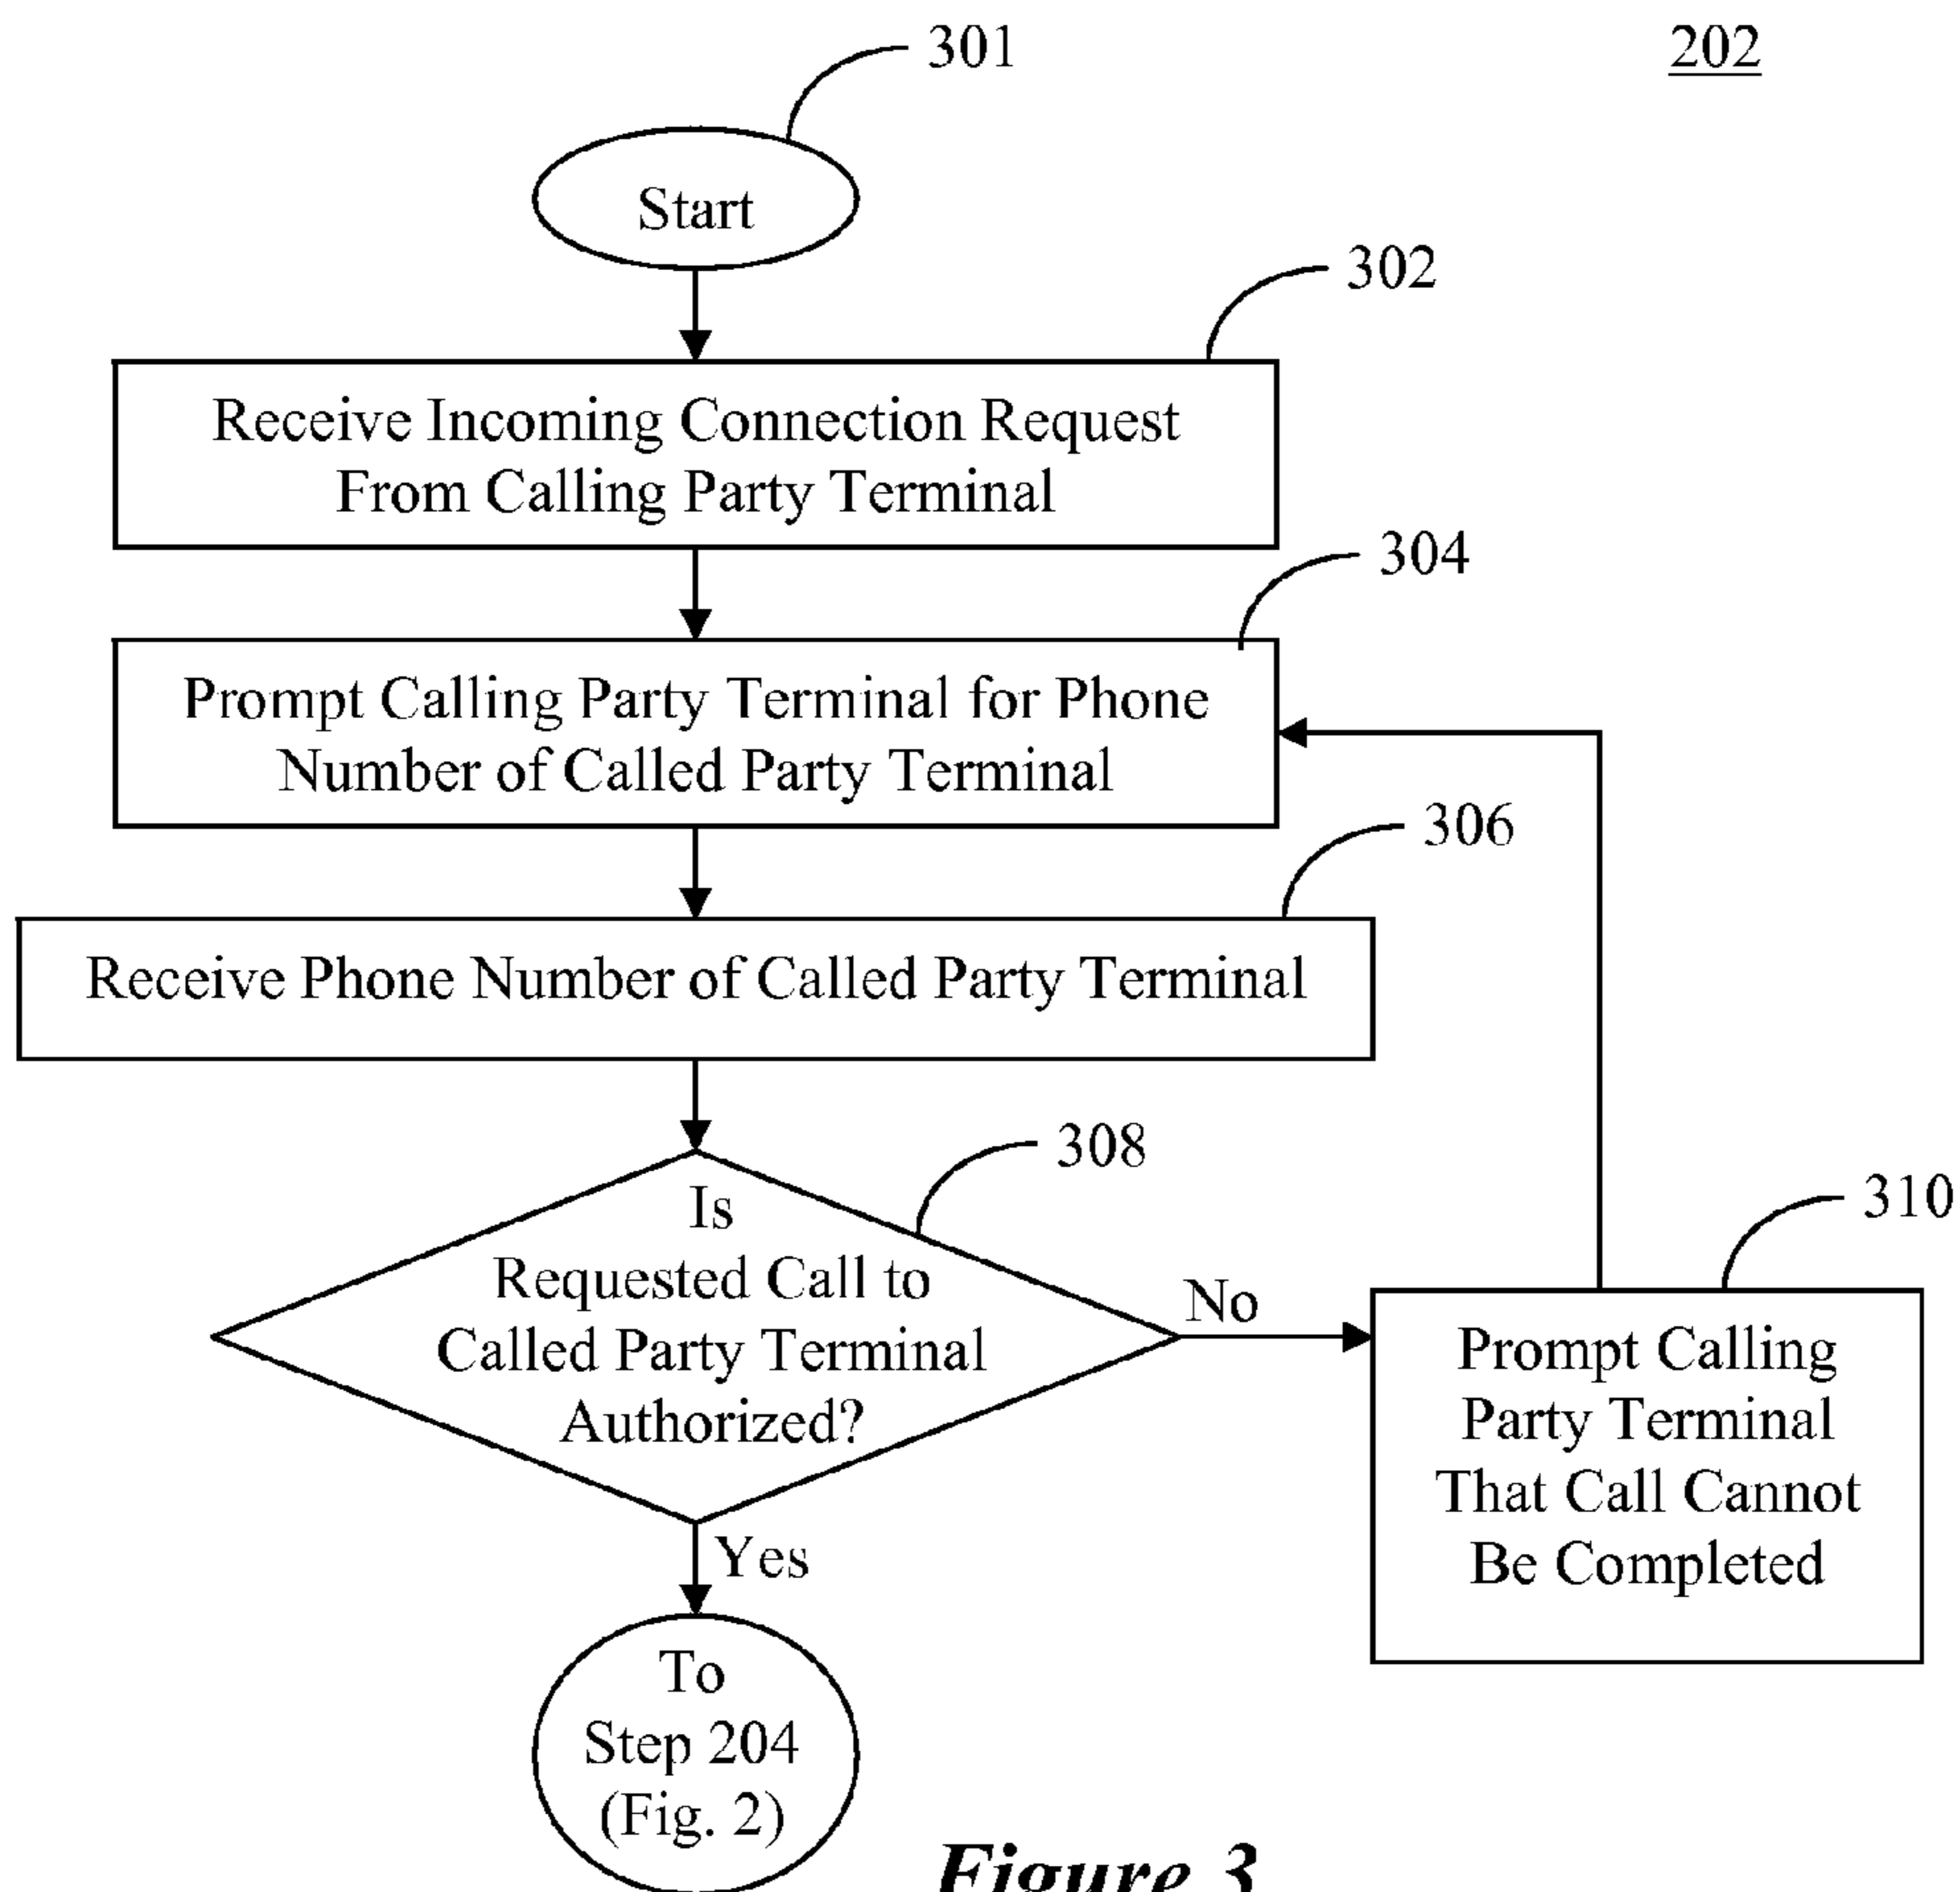 301
202
Start
302
Receive Incoming Connection Request
From Calling Party Terminal
304
Prompt Calling Party Terminal for Phone
Number of Called Party Terminal
306
Receive Phone Number of Called Party Terminal
308
Is
Requested Call to
Called Party Terminal
Authorized?
No
310
Prompt Calling
Party Terminal
That Call Cannot
Be Completed
Yes
To
Step 204
(Fig. 2)
Figure 3